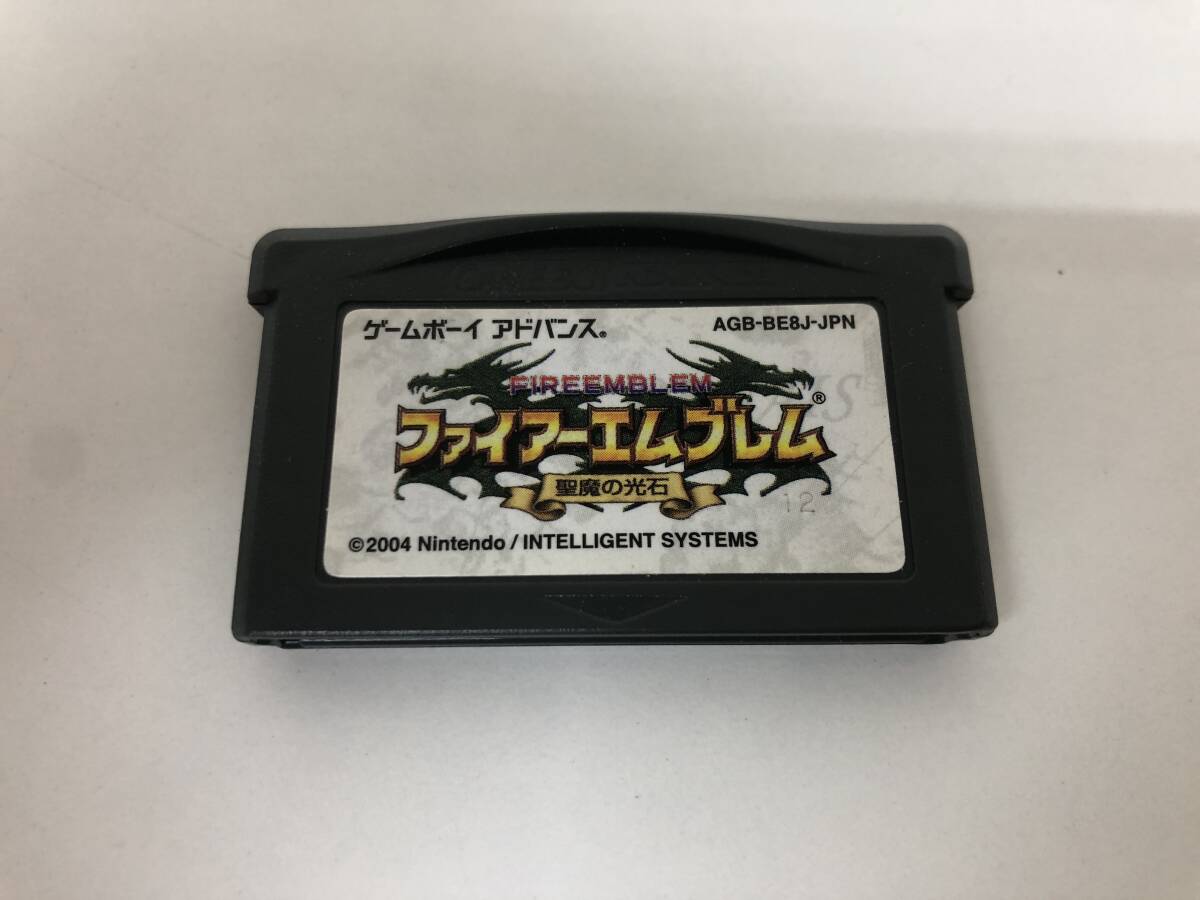 ゲームボーイ アドバンス®
AGB-BE8J-JPN
FIREEMBLEM
ファイアーエムブレム®
聖魔の光石
12
©2004 Nintendo / INTELLIGENT SYSTEMS